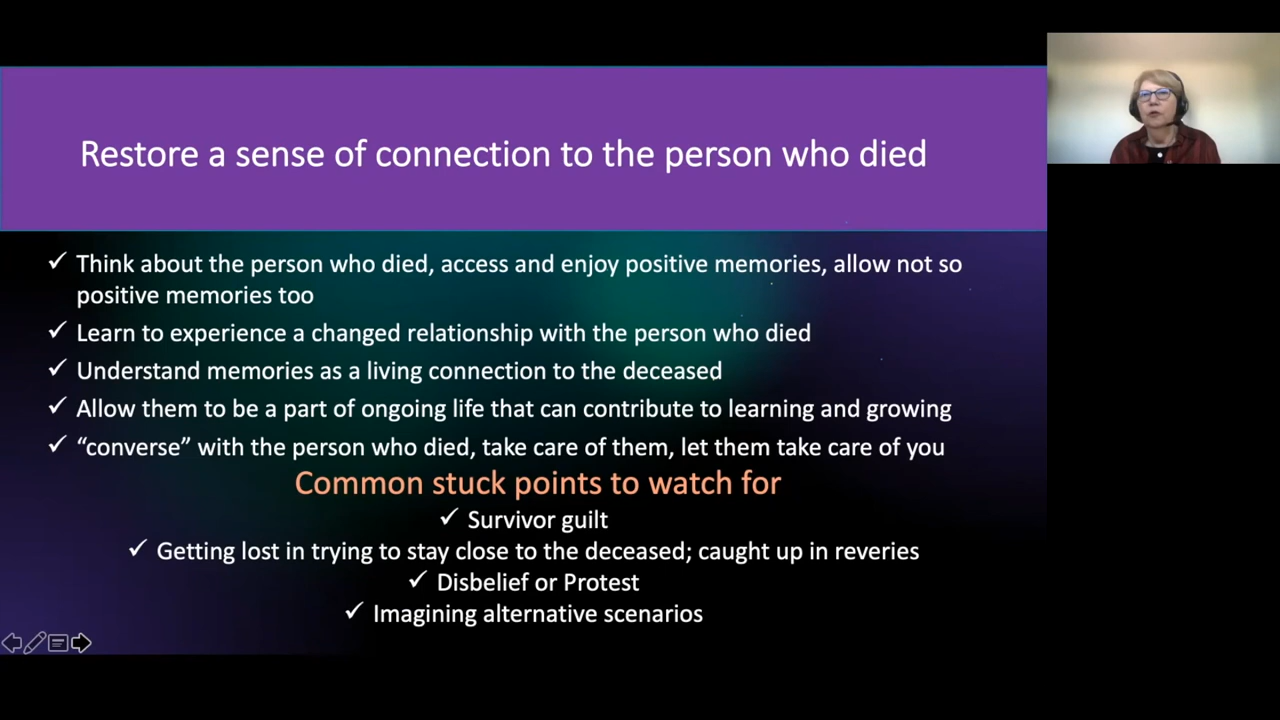 Restore a sense of connection to the person who died
✓ Think about the person who died, access and enjoy positive memories, allow not so
positive memories too
✓ Learn to experience a changed relationship with the person who died
✓ Understand memories as a living connection to the deceased
✓ Allow them to be a part of ongoing life that can contribute to learning and growing
✓ “converse” with the person who died, take care of them, let them take care of you
Common stuck points to watch for
✓ Survivor guilt
✓ Getting lost in trying to stay close to the deceased; caught up in reveries
✓ Disbelief or Protest
✓ Imagining alternative scenarios